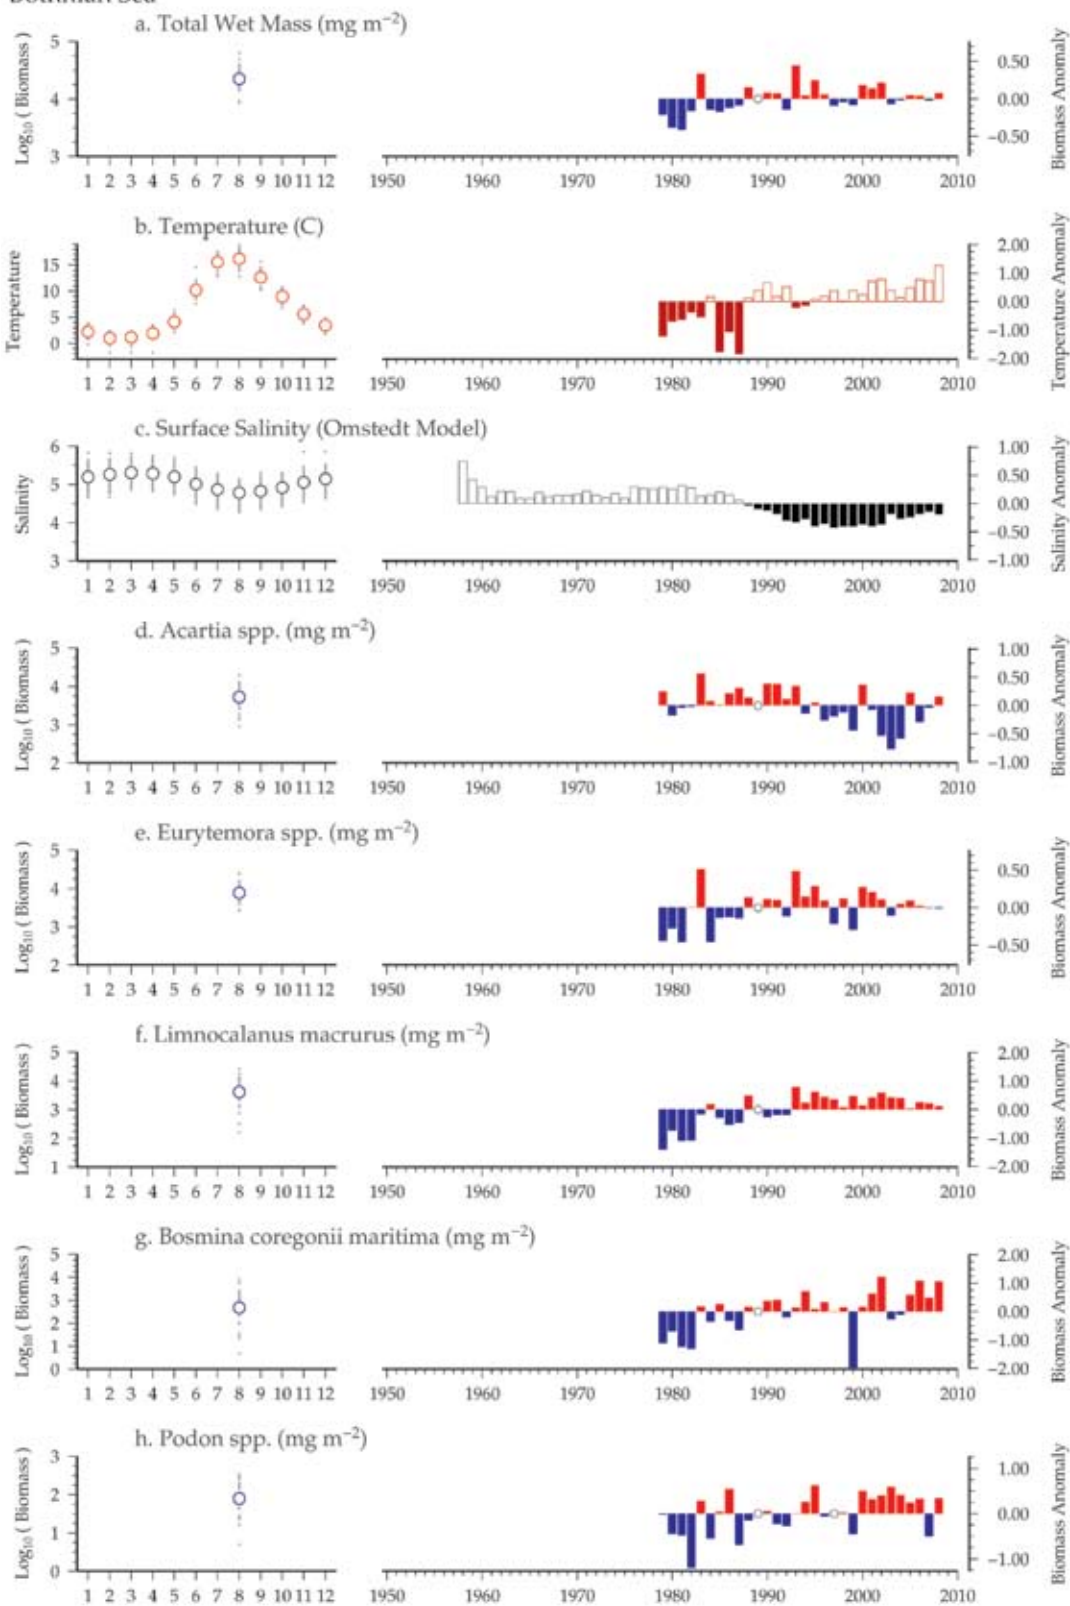 Bothnian Sea
a. Total Wet Mass (mg m⁻²)
Log₁₀ ( Biomass )
5
4
3
1 2 3 4 5 6 7 8 9 10 11 12
1950 1960 1970 1980 1990 2000 2010
0.50
0.00
−0.50
Biomass Anomaly
b. Temperature (C)
Temperature
15
10
5
0
1 2 3 4 5 6 7 8 9 10 11 12
1950 1960 1970 1980 1990 2000 2010
2.00
1.00
0.00
−1.00
−2.00
Temperature Anomaly
c. Surface Salinity (Omstedt Model)
Salinity
6
5
4
3
1 2 3 4 5 6 7 8 9 10 11 12
1950 1960 1970 1980 1990 2000 2010
1.00
0.50
0.00
−0.50
−1.00
Salinity Anomaly
d. Acartia spp. (mg m⁻²)
Log₁₀ ( Biomass )
5
4
3
2
1 2 3 4 5 6 7 8 9 10 11 12
1950 1960 1970 1980 1990 2000 2010
1.00
0.50
0.00
−0.50
−1.00
Biomass Anomaly
e. Eurytemora spp. (mg m⁻²)
Log₁₀ ( Biomass )
5
4
3
2
1 2 3 4 5 6 7 8 9 10 11 12
1950 1960 1970 1980 1990 2000 2010
0.50
0.00
−0.50
Biomass Anomaly
f. Limnocalanus macrurus (mg m⁻²)
Log₁₀ ( Biomass )
5
4
3
2
1
1 2 3 4 5 6 7 8 9 10 11 12
1950 1960 1970 1980 1990 2000 2010
2.00
1.00
0.00
−1.00
−2.00
Biomass Anomaly
g. Bosmina coregonii maritima (mg m⁻²)
Log₁₀ ( Biomass )
5
4
3
2
1
0
1 2 3 4 5 6 7 8 9 10 11 12
1950 1960 1970 1980 1990 2000 2010
2.00
1.00
0.00
−1.00
−2.00
Biomass Anomaly
h. Podon spp. (mg m⁻²)
Log₁₀ ( Biomass )
3
2
1
0
1 2 3 4 5 6 7 8 9 10 11 12
1950 1960 1970 1980 1990 2000 2010
1.00
0.00
−1.00
Biomass Anomaly